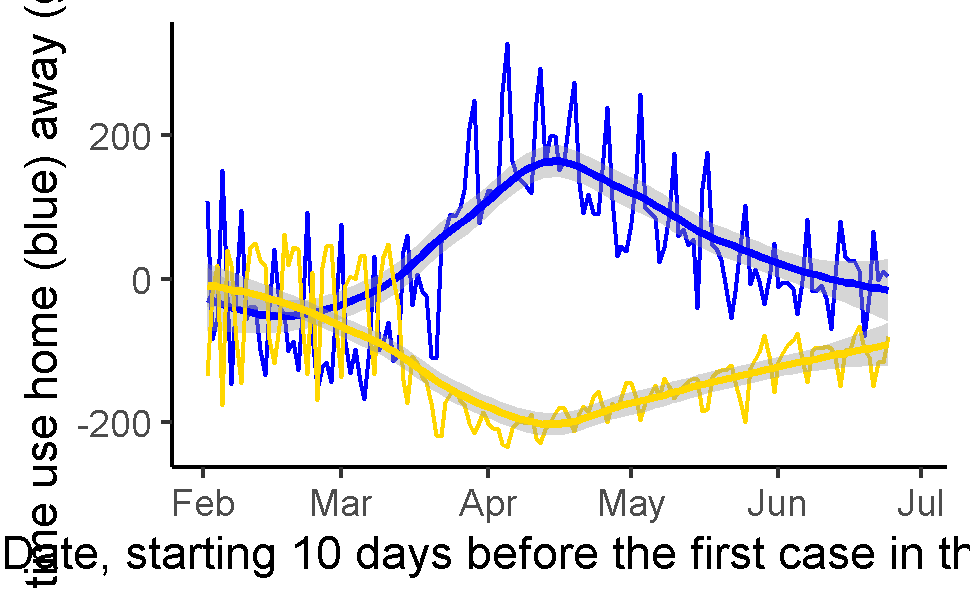 time use home (blue) away (
200
0
-200
Feb Mar Apr May Jun Jul
Date, starting 10 days before the first case in th